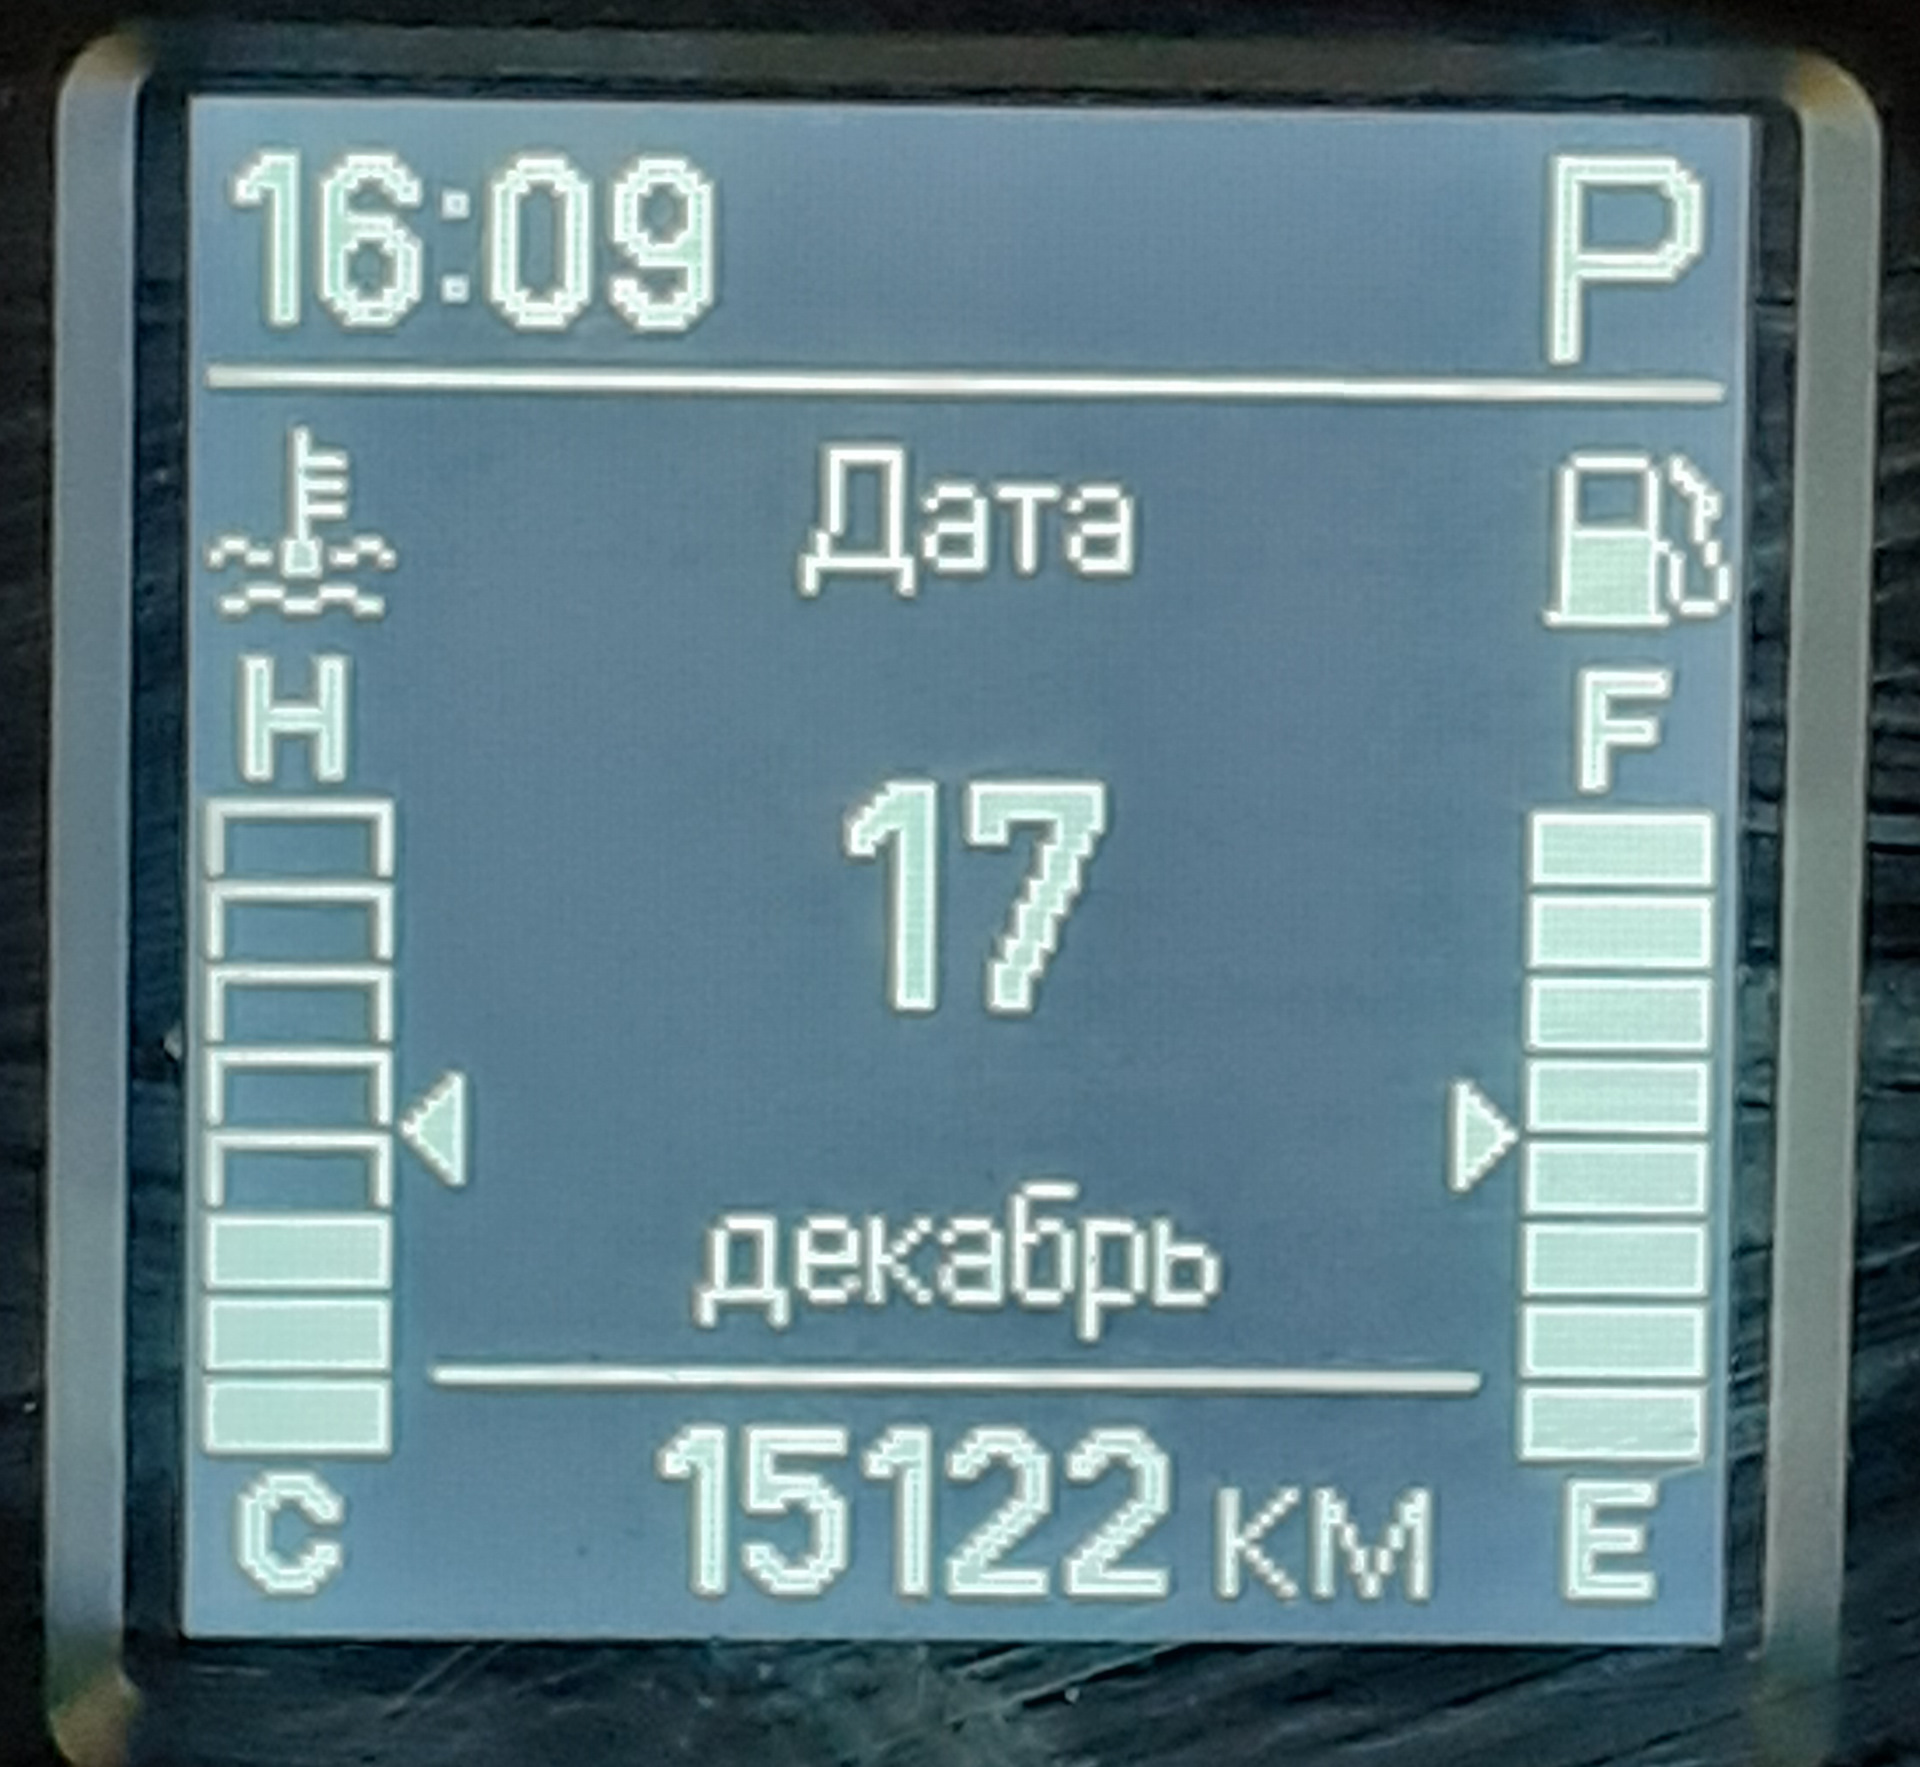 16:09 P
Дата
H F
17
декабрь
15122 км
C E